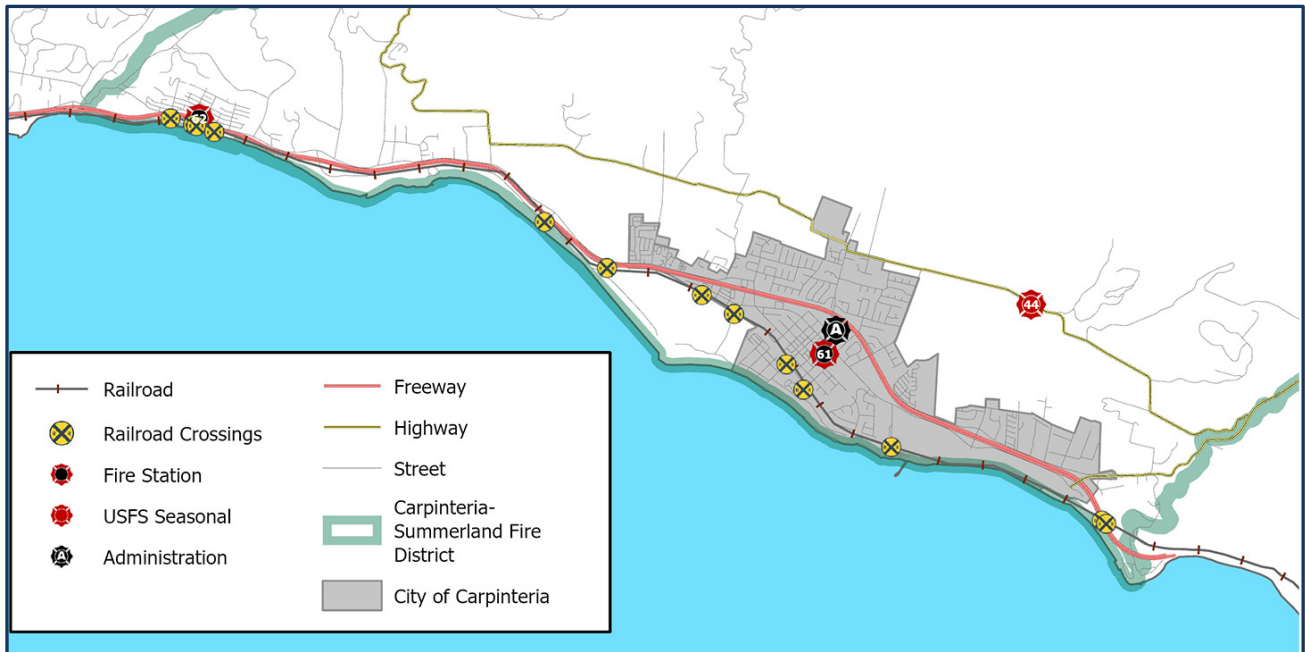 44
A
61
Railroad
Railroad Crossings
Fire Station
USFS Seasonal
A
Administration
Freeway
Highway
Street
Carpinteria-
Summerland Fire
District
City of Carpinteria